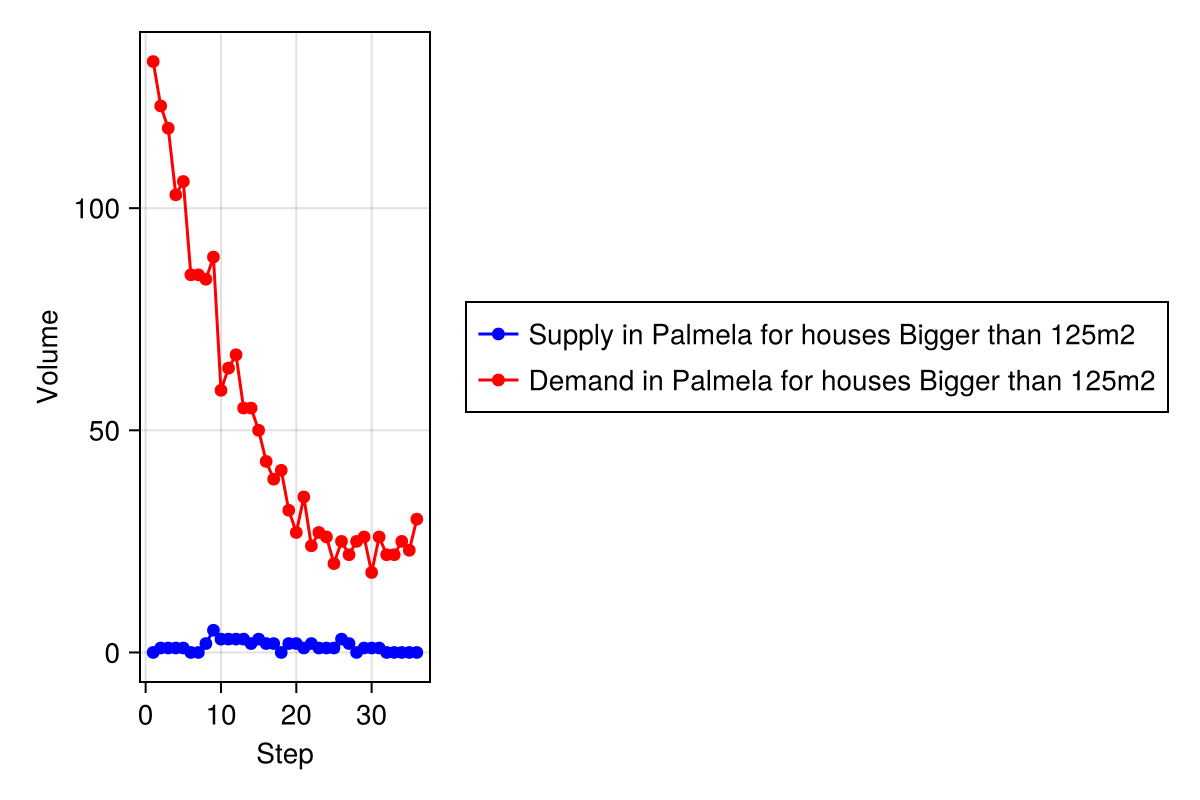 Volume
100
50
0
0 10 20 30
Step
Supply in Palmela for houses Bigger than 125m2
Demand in Palmela for houses Bigger than 125m2